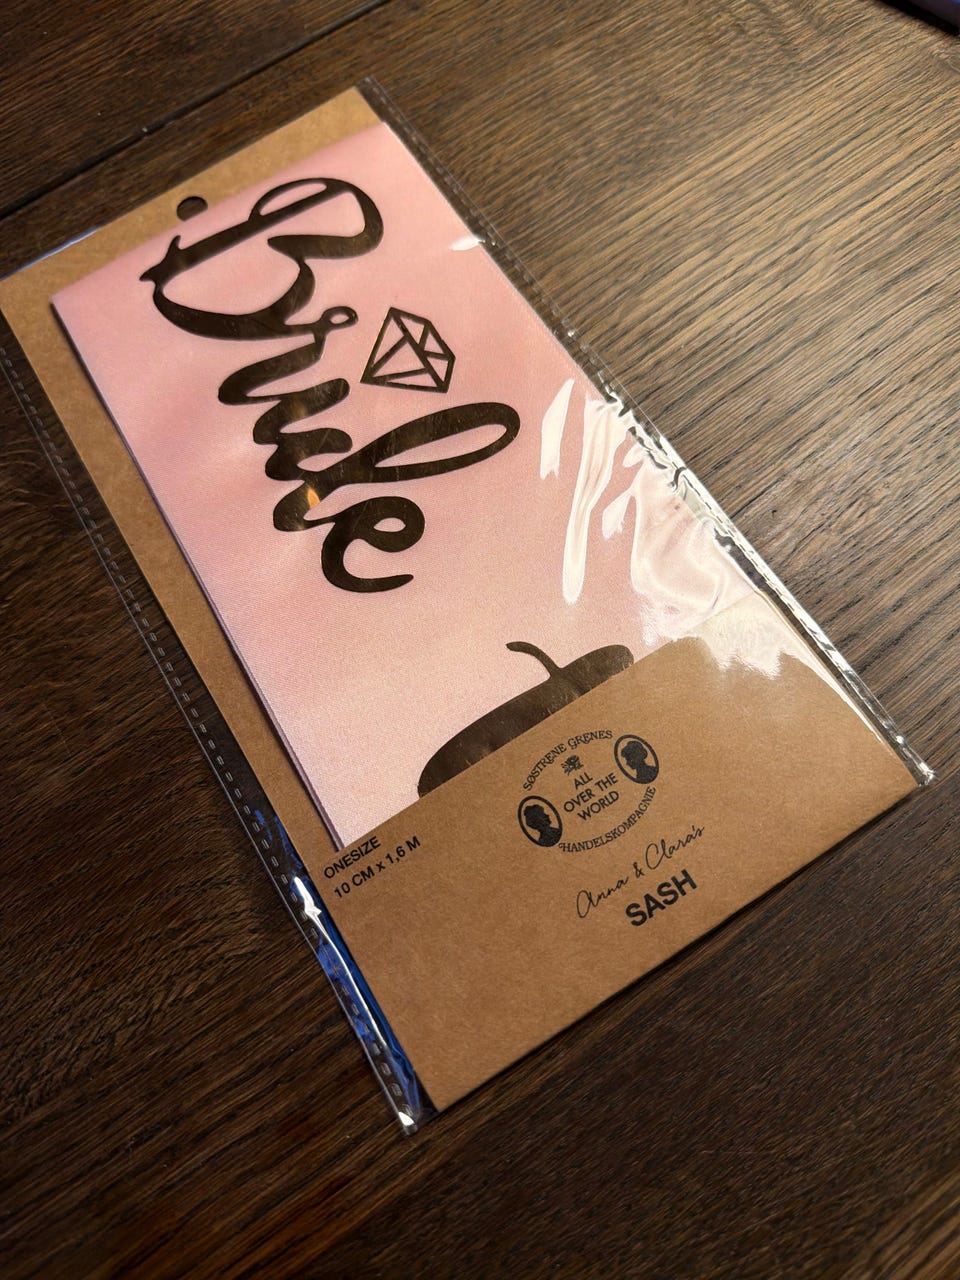 Bride
ONESIZE
10 CM x 1,6 M
SØSTRENE GRENES
ALL
OVER THE
WORLD
HANDELSKOMPAGNIE
Anna & Clara's
SASH